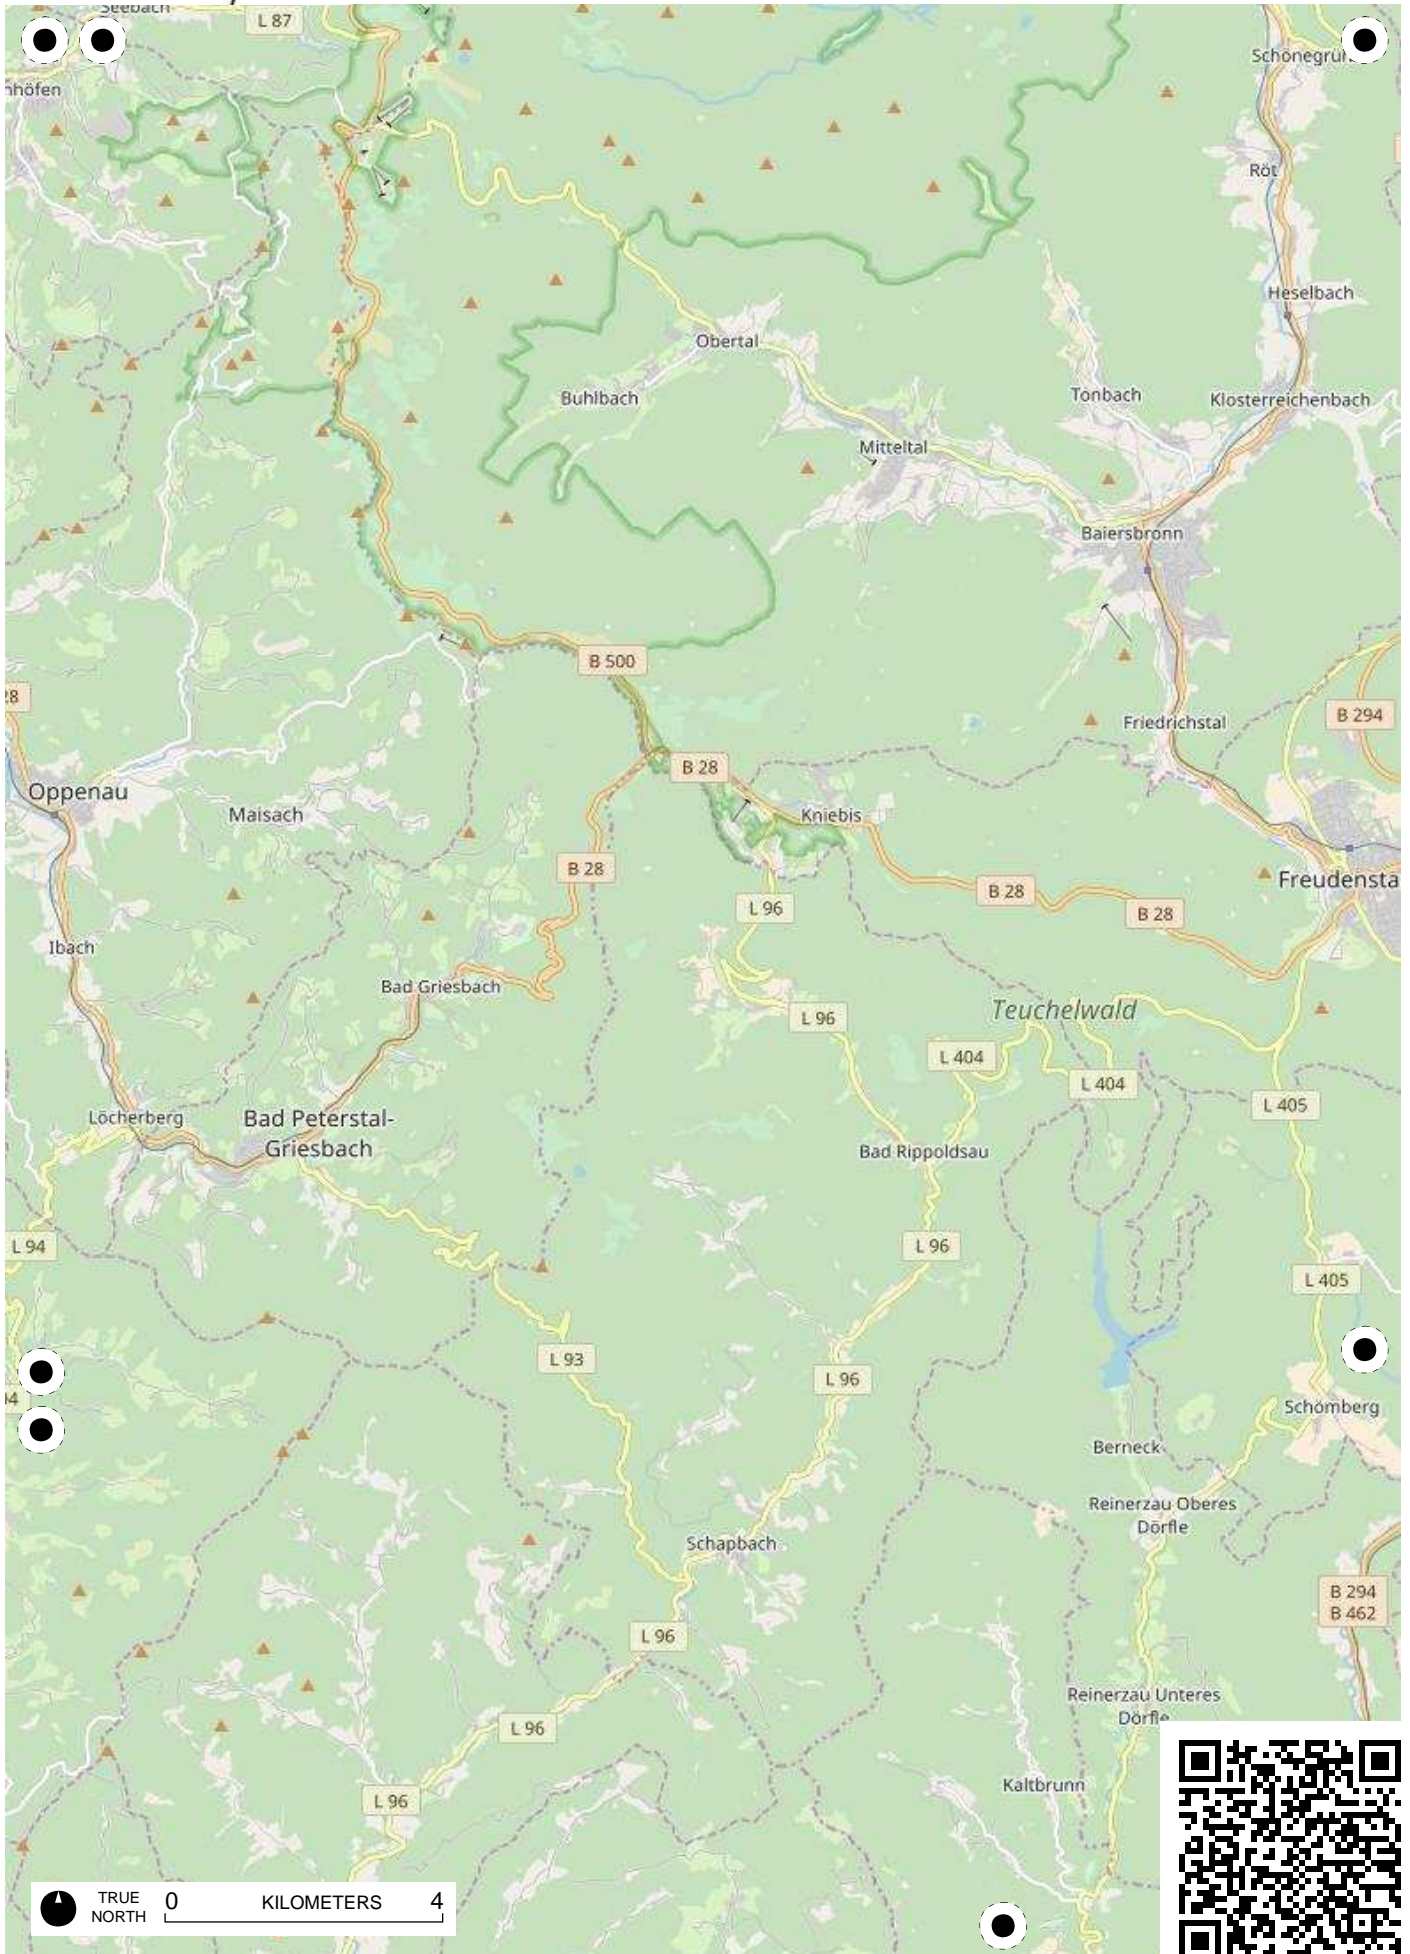 Seebach
L 87
Schönegrün
nhöfen
Röt
Heselbach
Obertal
Buhlbach
Tonbach
Klosterreichenbach
Mitteltal
Baiersbronn
B 500
28
B 294
Friedrichstal
B 28
Oppenau
Maisach
Kniebis
B 28
B 28
Freudensta
L 96
B 28
Ibach
Bad Griesbach
Teuchelwald
L 96
L 404
L 404
L 405
Löcherberg
Bad Peterstal-
Griesbach
Bad Rippoldsau
L 94
L 96
L 405
L 93
L 96
04
Schömberg
Berneck
Reinerzau Oberes
Dörfle
Schapbach
B 294
B 462
L 96
Reinerzau Unteres
Dörfle
L 96
Kaltbrunn
L 96
TRUE
NORTH
0 KILOMETERS 4